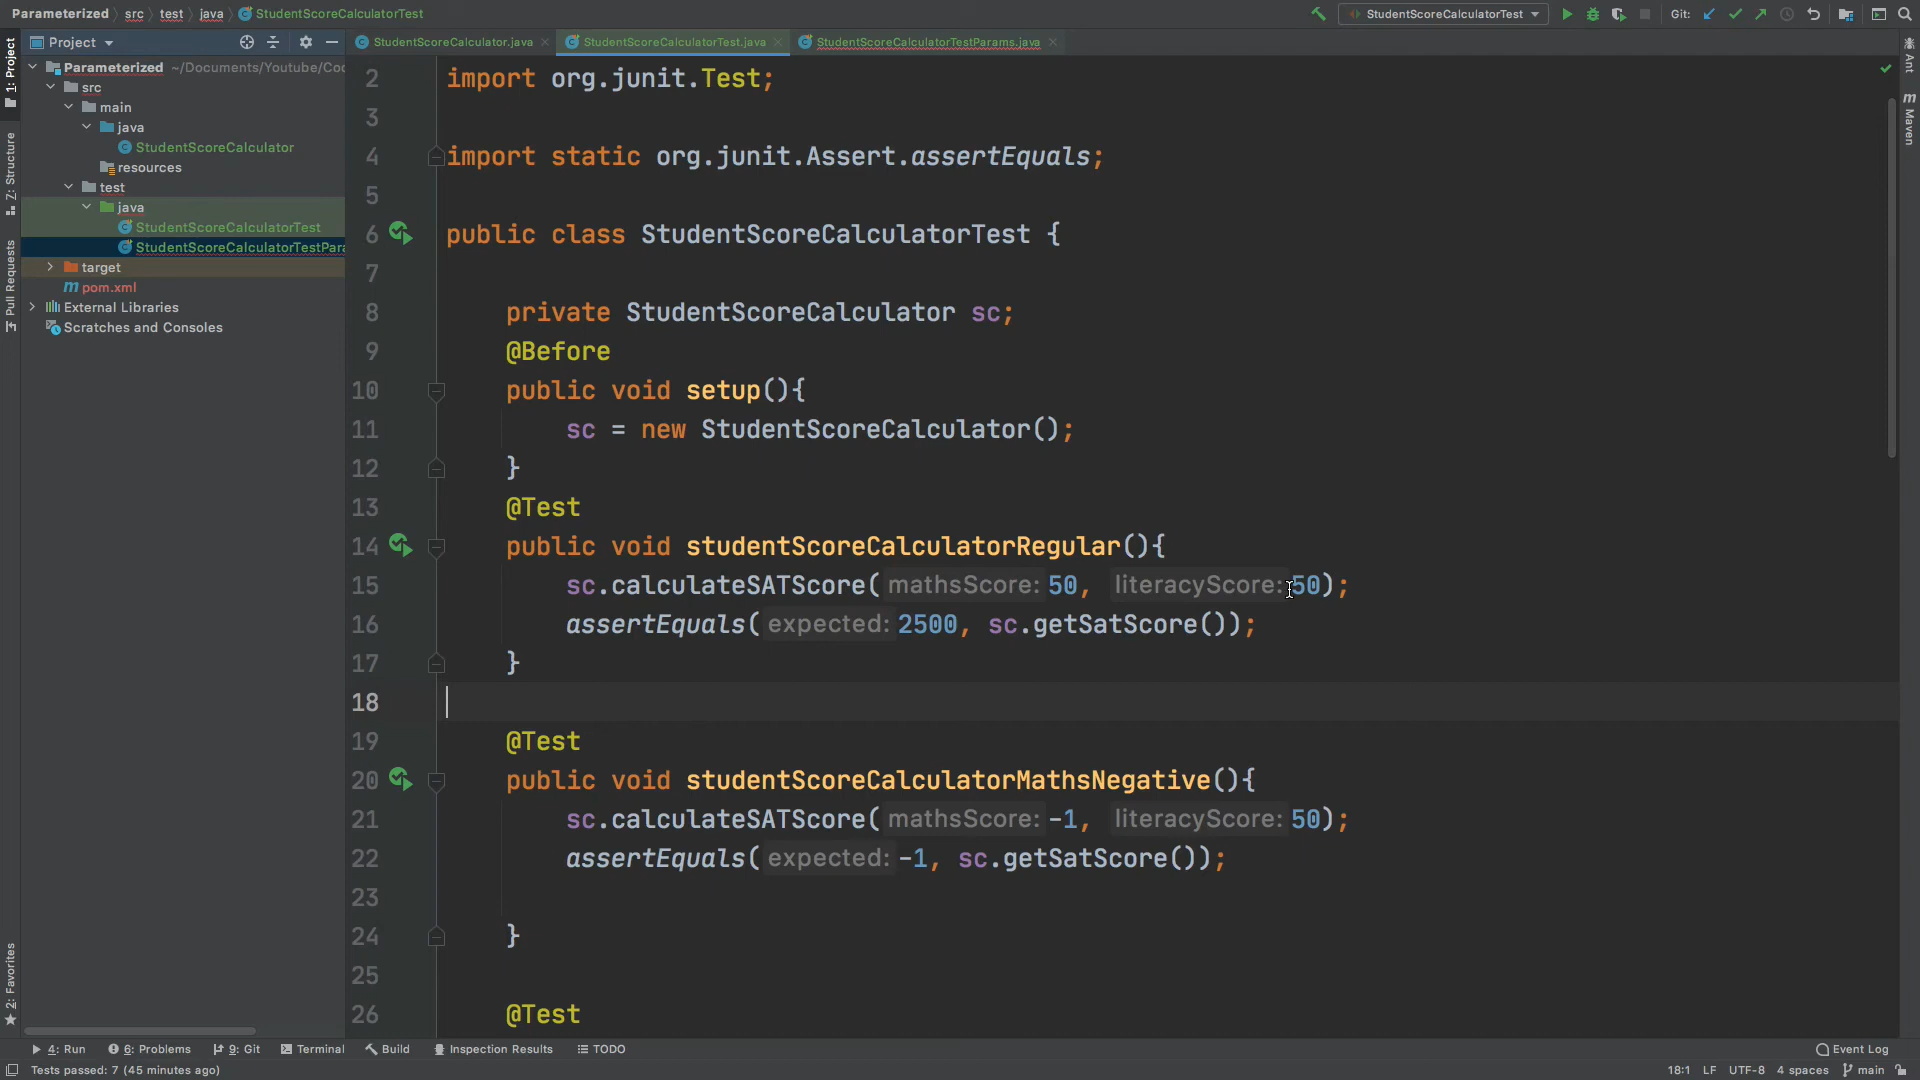 Parameterized src test java StudentScoreCalculatorTest
StudentScoreCalculatorTest Git:
Project
StudentScoreCalculator.java StudentScoreCalculatorTest.java StudentScoreCalculatorTestParams.java
Parameterized ~/Documents/Youtube/Coc
src
main
java
StudentScoreCalculator
resources
test
java
StudentScoreCalculatorTest
StudentScoreCalculatorTestPara
target
pom.xml
External Libraries
Scratches and Consoles
1: Project
Z: Structure
Pull Requests
2: Favorites
2 import org.junit.Test;
3
4 import static org.junit.Assert.assertEquals;
5
6 public class StudentScoreCalculatorTest {
7
8 private StudentScoreCalculator sc;
9 @Before
10 public void setup(){
11 sc = new StudentScoreCalculator();
12 }
13 @Test
14 public void studentScoreCalculatorRegular(){
15 sc.calculateSATScore( mathsScore: 50, literacyScore: 50);
16 assertEquals( expected: 2500, sc.getSatScore());
17 }
18
19 @Test
20 public void studentScoreCalculatorMathsNegative(){
21 sc.calculateSATScore( mathsScore: -1, literacyScore: 50);
22 assertEquals( expected: -1, sc.getSatScore());
23
24 }
25
26 @Test
Ant
Maven
4: Run 6: Problems 9: Git Terminal Build Inspection Results TODO Event Log
Tests passed: 7 (45 minutes ago) 18:1 LF UTF-8 4 spaces main